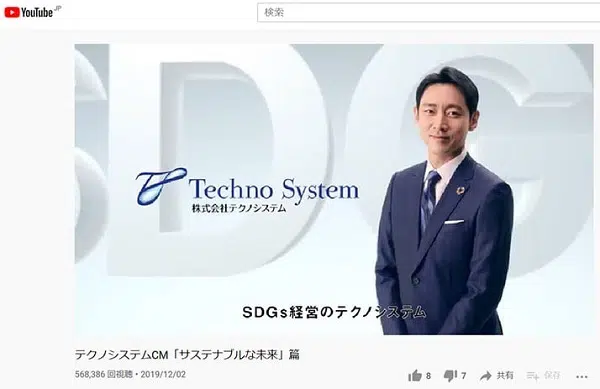 YouTube JP
検索
SDG
Techno System
株式会社テクノシステム
SDGs経営のテクノシステム
テクノシステムCM「サステナブルな未来」篇
568,386 回視聴・2019/12/02
8 7 共有 保存 ...